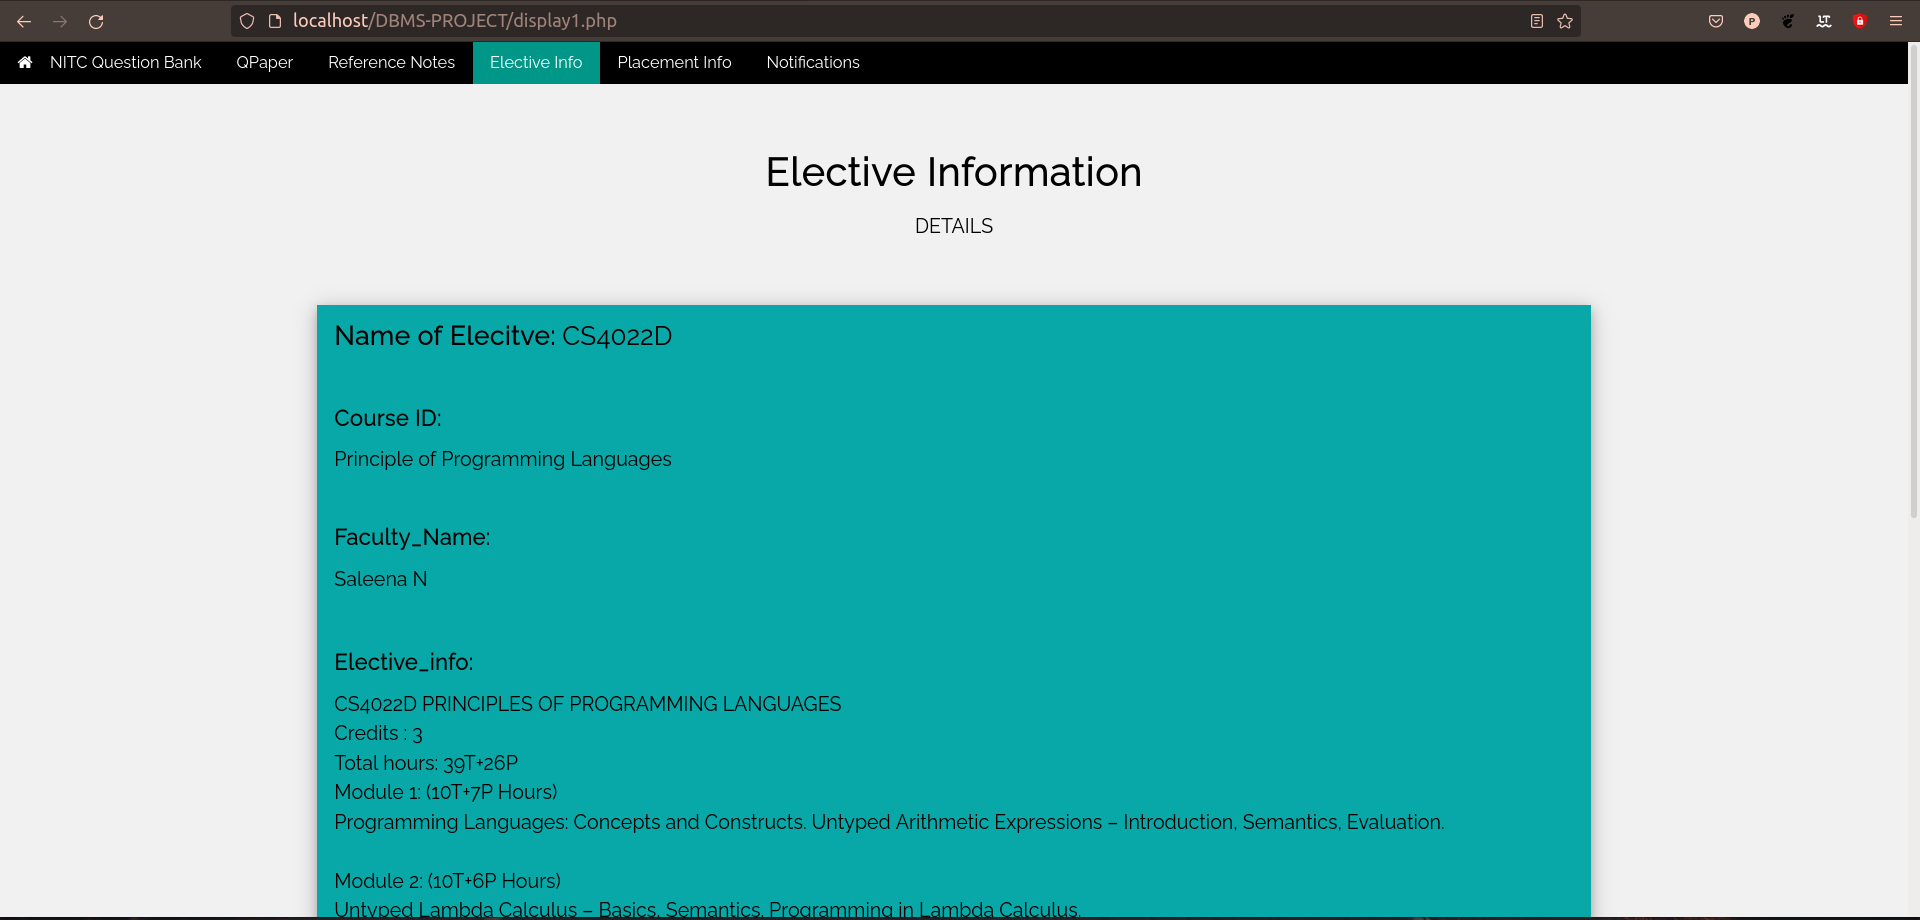 localhost/DBMS-PROJECT/display1.php
NITC Question Bank QPaper Reference Notes Elective Info Placement Info Notifications
Elective Information
DETAILS
Name of Elecitve: CS4022D
Course ID:
Principle of Programming Languages
Faculty_Name:
Saleena N
Elective_info:
CS4022D PRINCIPLES OF PROGRAMMING LANGUAGES
Credits : 3
Total hours: 39T+26P
Module 1: (10T+7P Hours)
Programming Languages: Concepts and Constructs. Untyped Arithmetic Expressions – Introduction, Semantics, Evaluation.
Module 2: (10T+6P Hours)
Untyped Lambda Calculus – Basics, Semantics. Programming in Lambda Calculus.